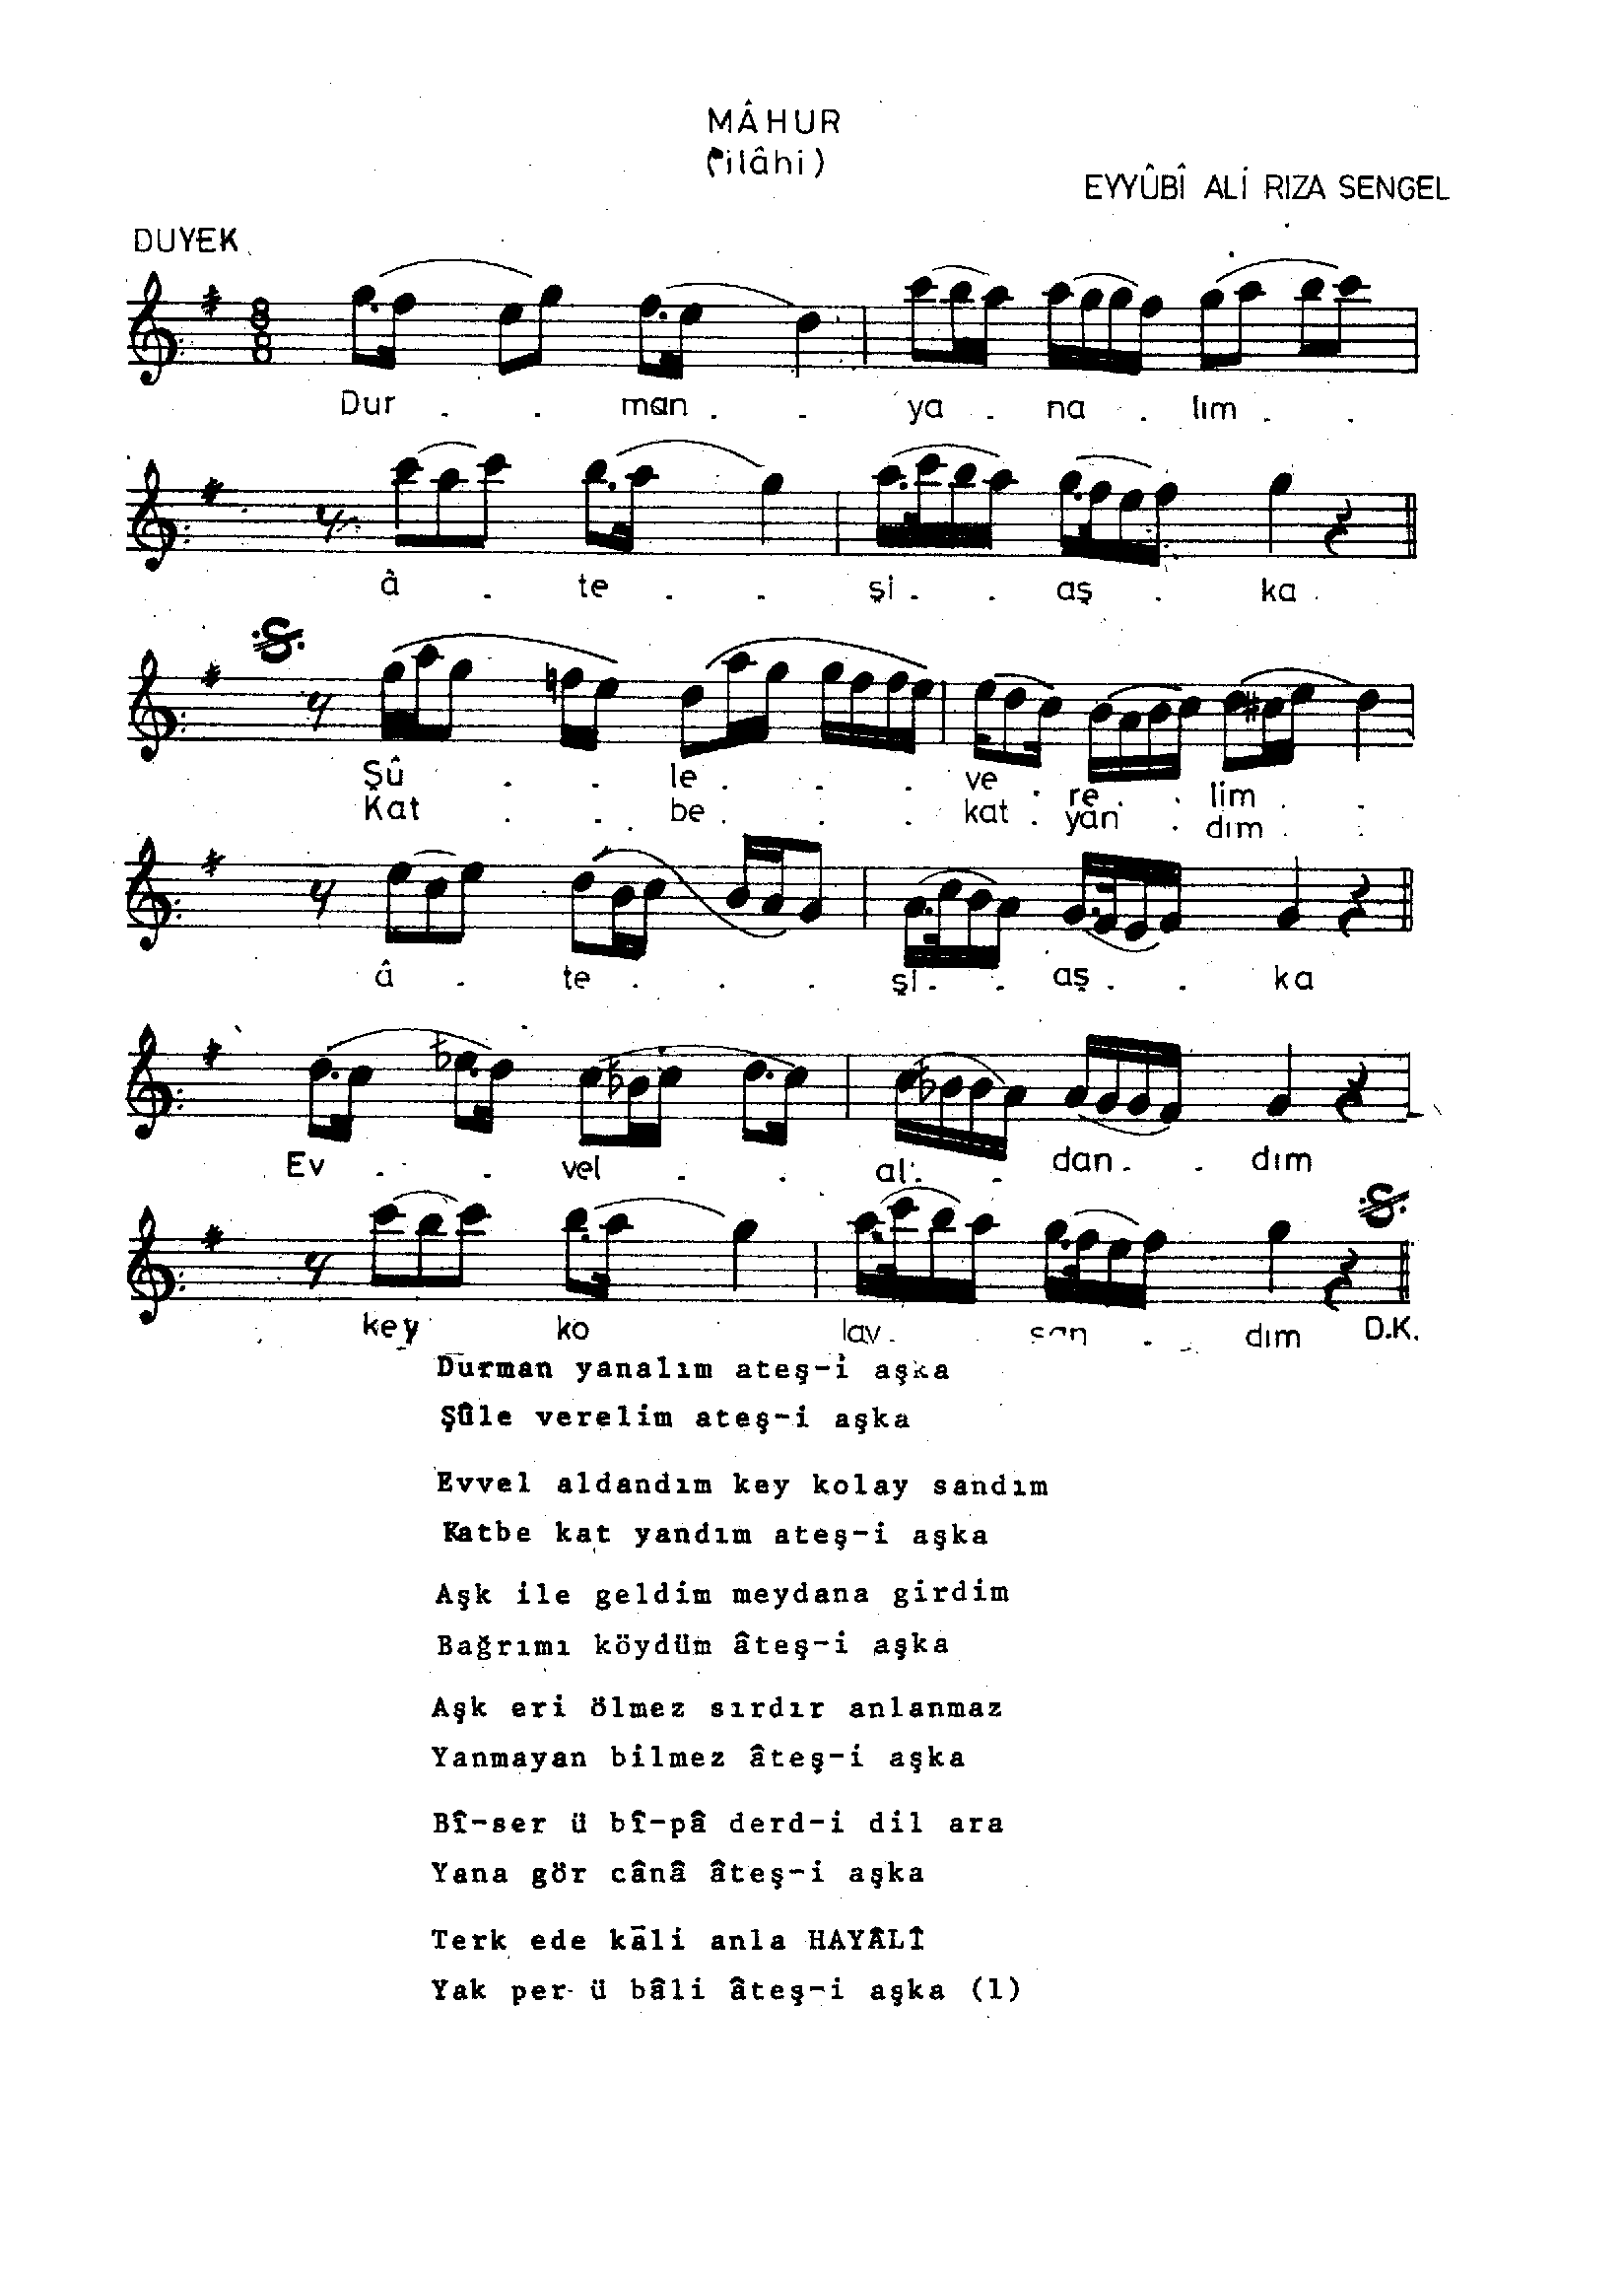 MÂHUR
(ilâhi)
EYYÛBÎ ALİ RIZA SENGEL
DUYEK
8
8
Dur . . man . . ya . na . lım . .
â . te . . şi . . aş . ka .
Şû . . le . . . ve . re . . lim . .
Kat . . . be . . . kat . yan . dım . .
â . te . . . şi . . aş . . ka
Ev . . vel . . al . . dan . . dım
key ko lay . . san . . dım D.K.
Durman yanalım ateş-i aşka
Şûle verelim ateş-i aşka
Evvel aldandım key kolay sandım
Katbe kat yandım ateş-i aşka
Aşk ile geldim meydana girdim
Bağrımı köydüm âteş-i aşka
Aşk eri ölmez sırdır anlanmaz
Yanmayan bilmez âteş-i aşka
Bî-ser ü bî-pâ derd-i dil ara
Yana gör cânâ âteş-i aşka
Terk ede kāli anla HAYÂLÎ
Yak per ü bâli âteş-i aşka (1)